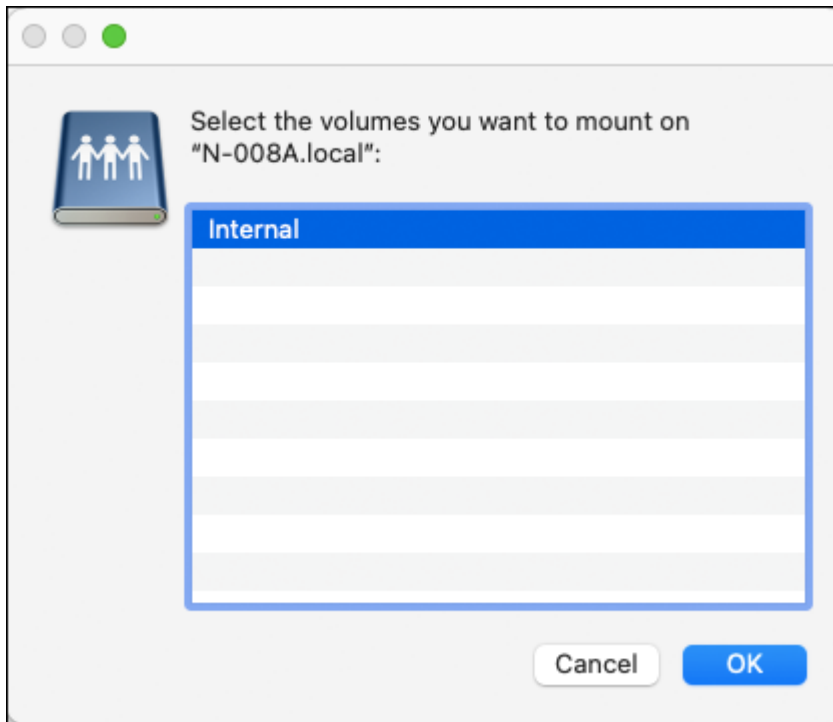 Select the volumes you want to mount on
“N-008A.local”:
Internal
Cancel
OK